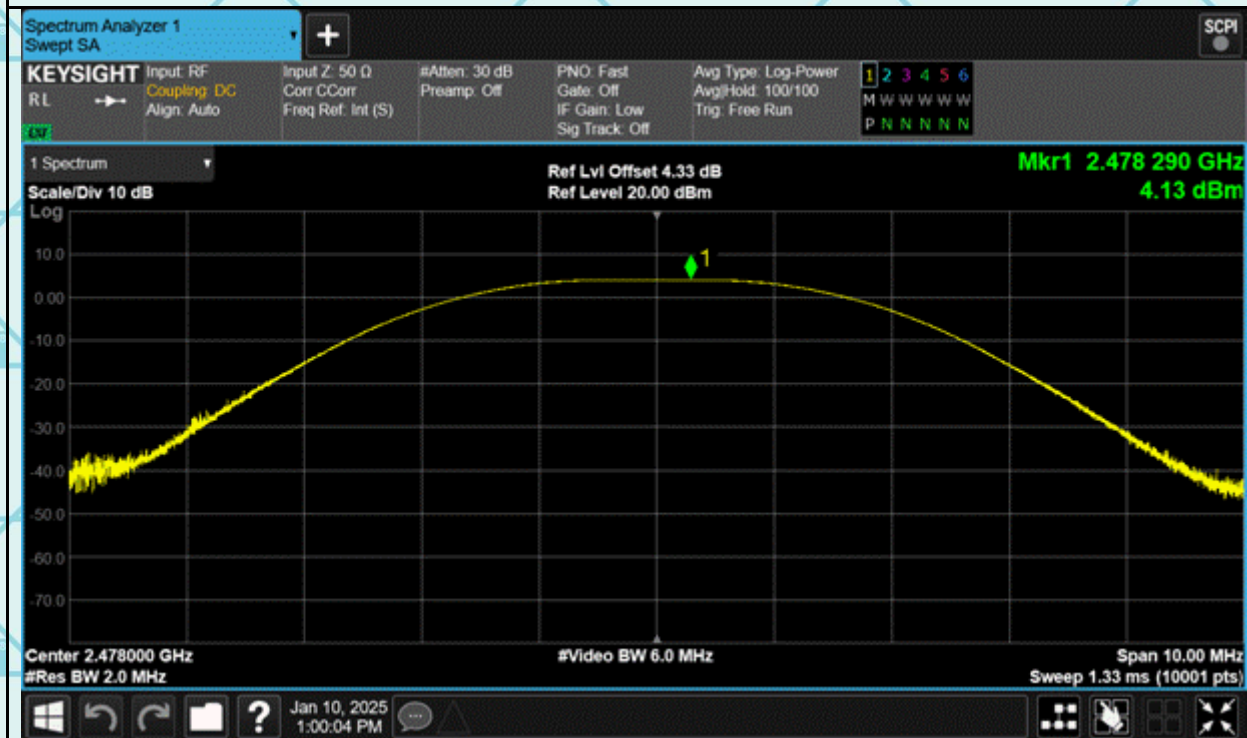 Spectrum Analyzer 1
Swept SA
+
SCPI
KEYSIGHT
RL
Input: RF
Coupling: DC
Align: Auto
Input Z: 50 Ω
Corr CCorr
Freq Ref: Int (S)
#Atten: 30 dB
Preamp: Off
PNO: Fast
Gate: Off
IF Gain: Low
Sig Track: Off
Avg Type: Log-Power
Avg|Hold: 100/100
Trig: Free Run
1 2 3 4 5 6
M W W W W W
P N N N N N
1 Spectrum
Scale/Div 10 dB
Log
Ref Lvl Offset 4.33 dB
Ref Level 20.00 dBm
Mkr1 2.478 290 GHz
4.13 dBm
1
10.0
0.00
-10.0
-20.0
-30.0
-40.0
-50.0
-60.0
-70.0
Center 2.478000 GHz
#Res BW 2.0 MHz
#Video BW 6.0 MHz
Span 10.00 MHz
Sweep 1.33 ms (10001 pts)
?
Jan 10, 2025
1:00:04 PM